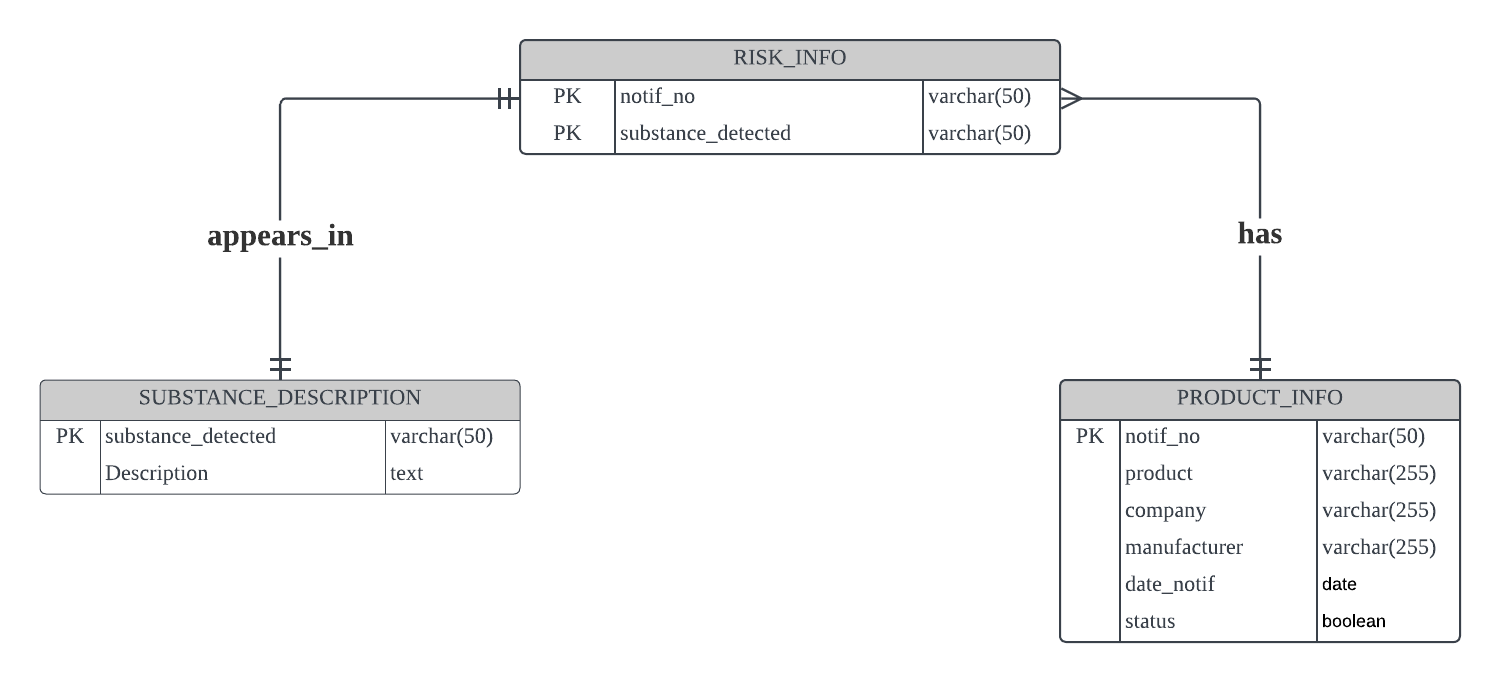 RISK_INFO
PK notif_no varchar(50)
PK substance_detected varchar(50)
appears_in
has
SUBSTANCE_DESCRIPTION
PK substance_detected varchar(50)
Description text
PRODUCT_INFO
PK notif_no varchar(50)
product varchar(255)
company varchar(255)
manufacturer varchar(255)
date_notif date
status boolean